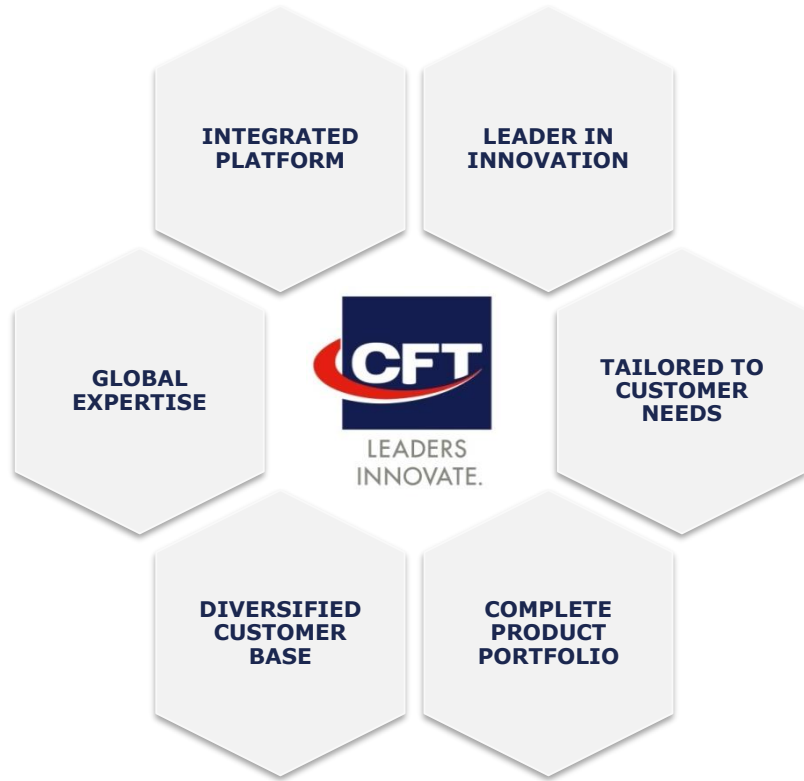 INTEGRATED
PLATFORM
LEADER IN
INNOVATION
GLOBAL
EXPERTISE
CFT
LEADERS
INNOVATE.
TAILORED TO
CUSTOMER
NEEDS
DIVERSIFIED
CUSTOMER
BASE
COMPLETE
PRODUCT
PORTFOLIO